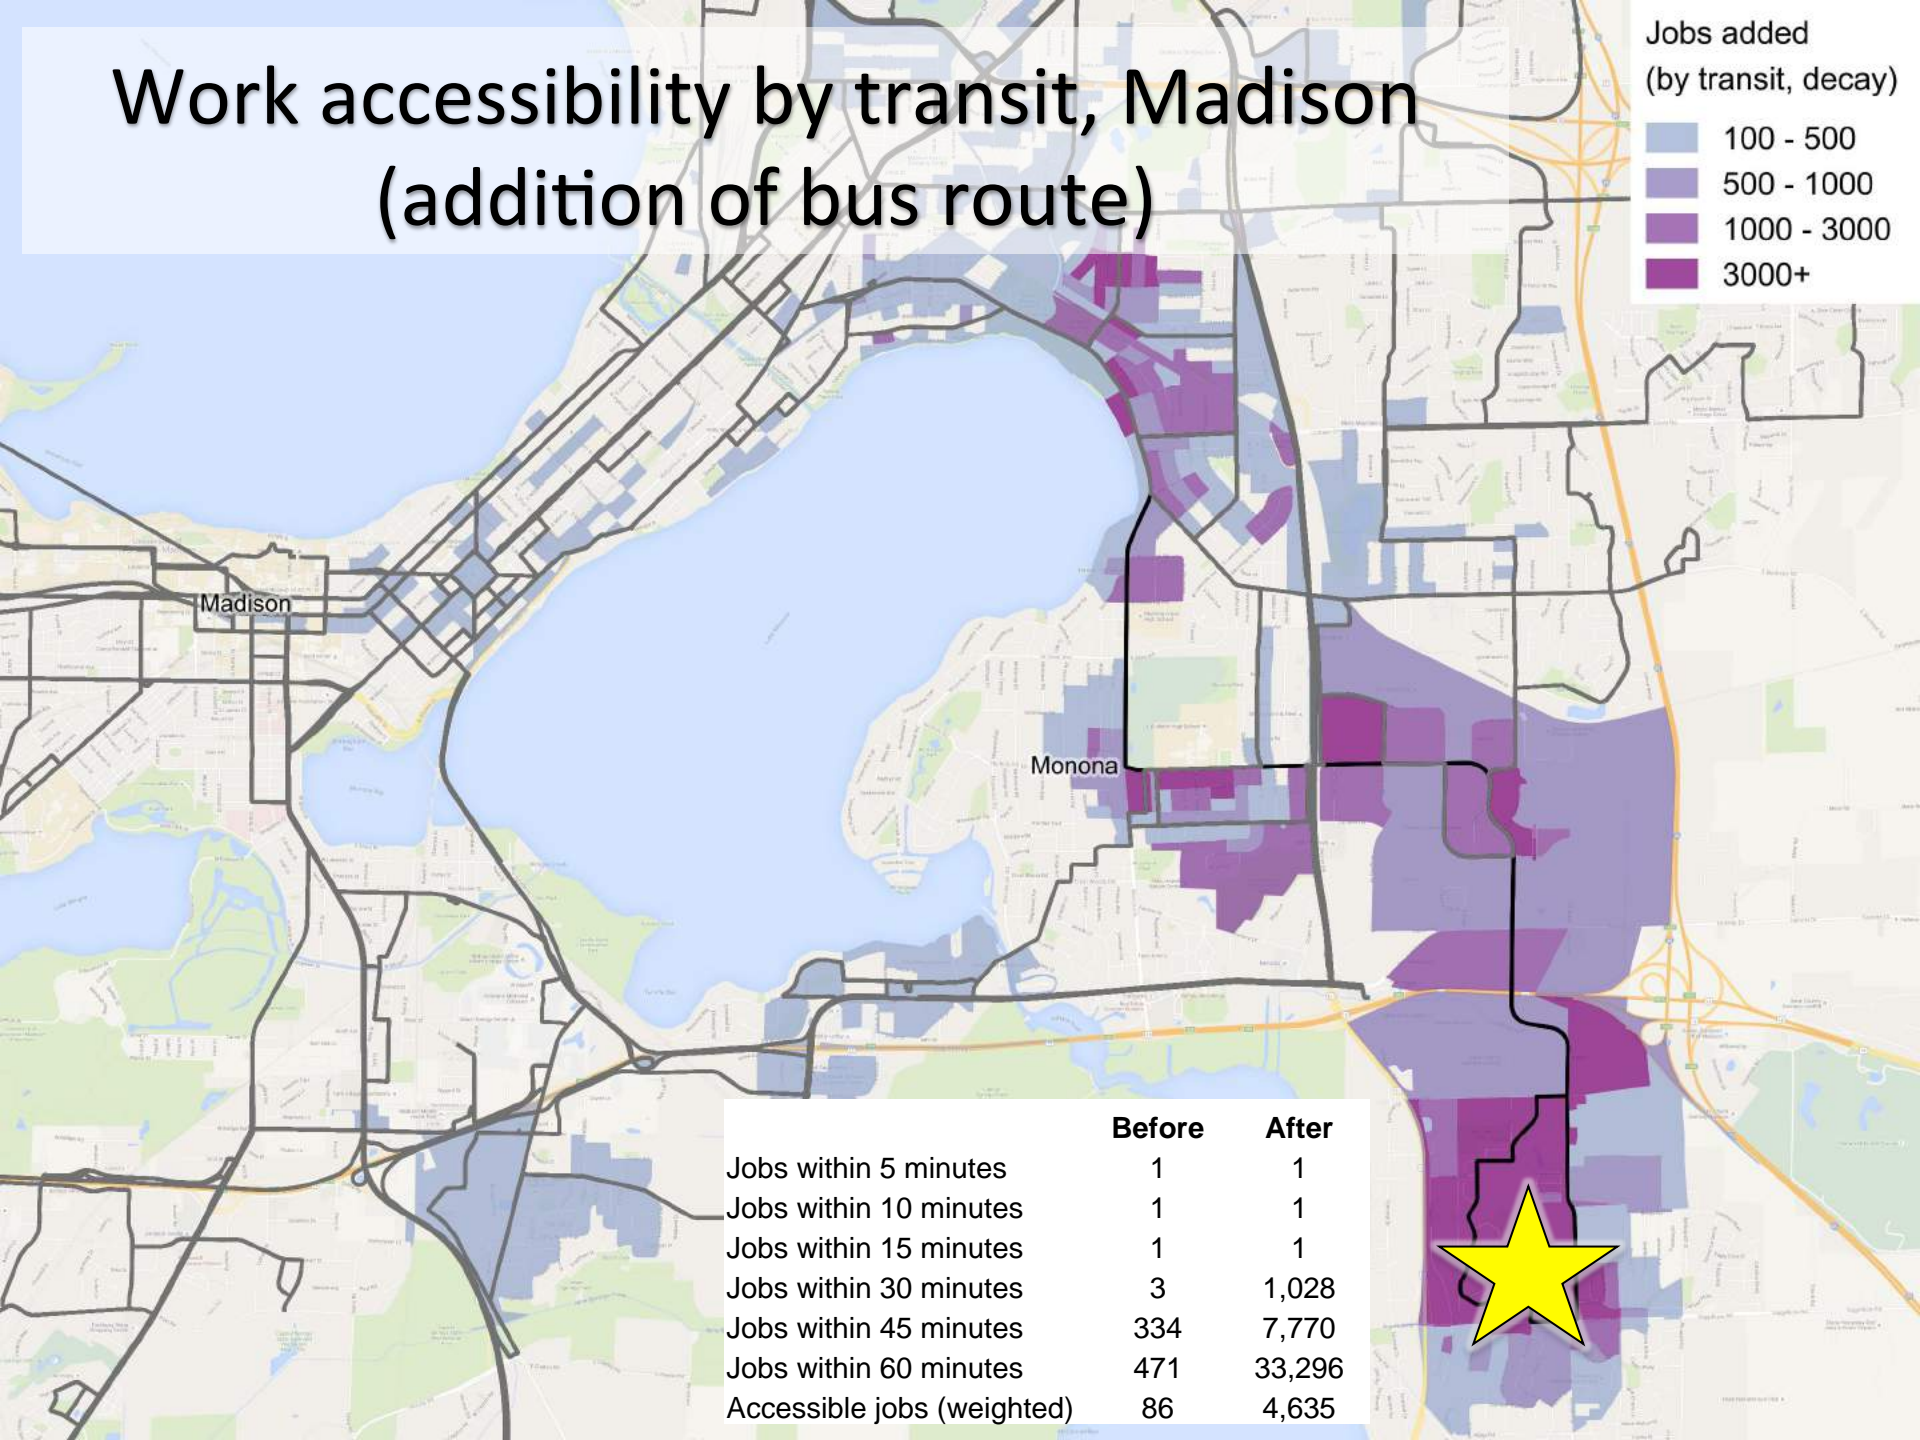 Work accessibility by transit, Madison
(addition of bus route)
Jobs added
(by transit, decay)
100 - 500
500 - 1000
1000 - 3000
3000+
Madison
Monona
Before After
Jobs within 5 minutes 1 1
Jobs within 10 minutes 1 1
Jobs within 15 minutes 1 1
Jobs within 30 minutes 3 1,028
Jobs within 45 minutes 334 7,770
Jobs within 60 minutes 471 33,296
Accessible jobs (weighted) 86 4,635